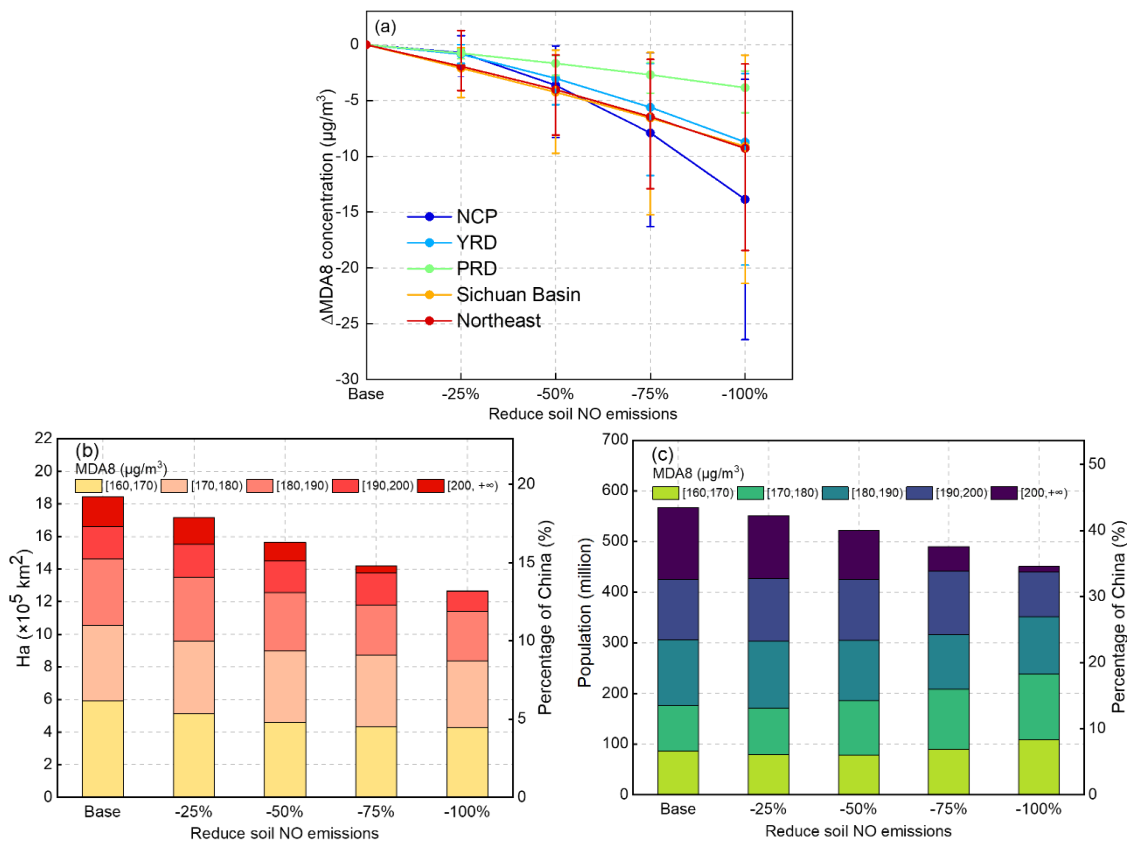 (a)
ΔMDA8 concentration (μg/m³)
0
-5
-10
-15
-20
-25
-30
NCP
YRD
PRD
Sichuan Basin
Northeast
Base -25% -50% -75% -100%
Reduce soil NO emissions
(b)
MDA8 (μg/m³)
[160,170) [170,180) [180,190) [190,200) [200, +∞)
Ha (×10⁵ km2)
22
20
18
16
14
12
10
8
6
4
2
0
Percentage of China (%)
20
15
10
5
0
Base -25% -50% -75% -100%
Reduce soil NO emissions
(c)
MDA8 (μg/m³)
[160,170) [170,180) [180,190) [190,200) [200,+∞)
Population (million)
700
600
500
400
300
200
100
0
Percentage of China (%)
50
40
30
20
10
0
Base -25% -50% -75% -100%
Reduce soil NO emissions